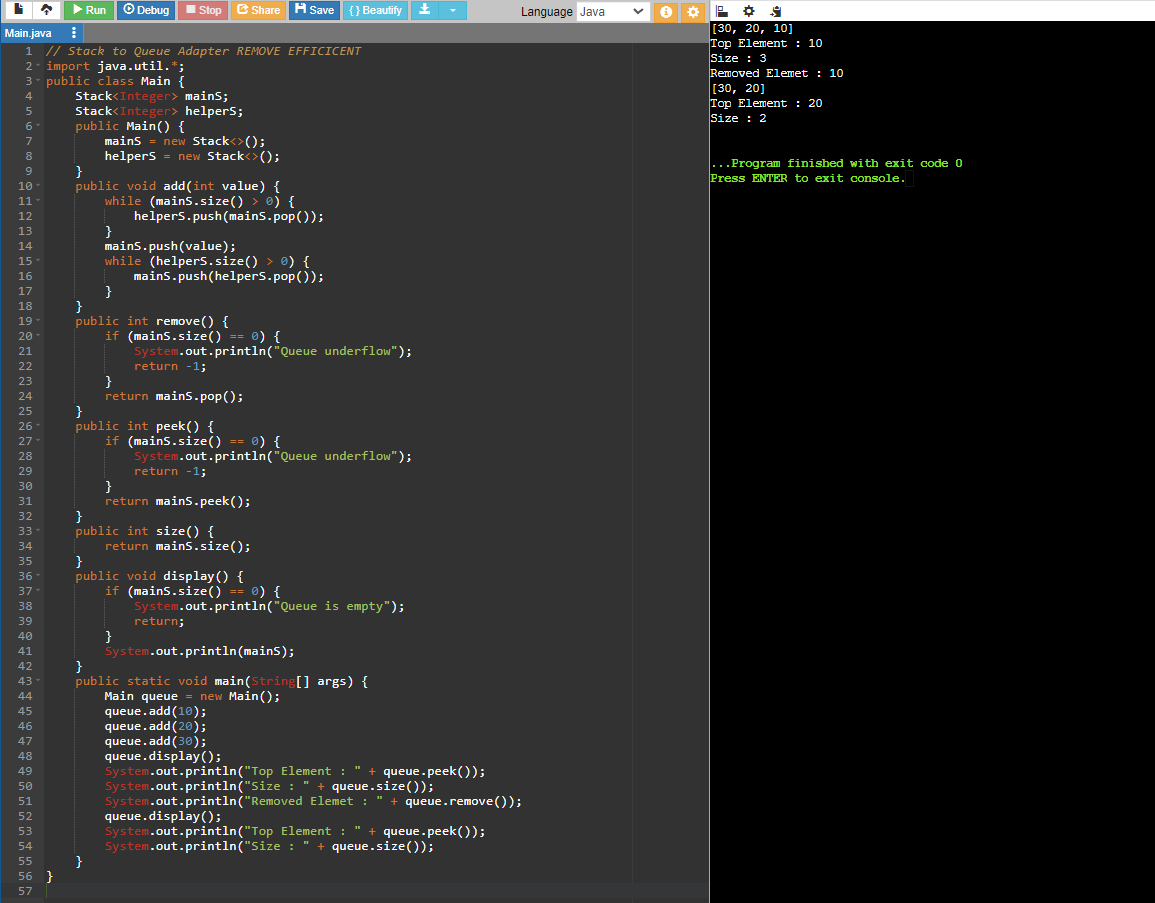 Run Debug Stop Share Save { } Beautify Language Java
Main.java
1 // Stack to Queue Adapter REMOVE EFFICICENT
2 import java.util.*;
3 public class Main {
4 Stack<Integer> mainS;
5 Stack<Integer> helperS;
6 public Main() {
7 mainS = new Stack<>();
8 helperS = new Stack<>();
9 }
10 public void add(int value) {
11 while (mainS.size() > 0) {
12 helperS.push(mainS.pop());
13 }
14 mainS.push(value);
15 while (helperS.size() > 0) {
16 mainS.push(helperS.pop());
17 }
18 }
19 public int remove() {
20 if (mainS.size() == 0) {
21 System.out.println("Queue underflow");
22 return -1;
23 }
24 return mainS.pop();
25 }
26 public int peek() {
27 if (mainS.size() == 0) {
28 System.out.println("Queue underflow");
29 return -1;
30 }
31 return mainS.peek();
32 }
33 public int size() {
34 return mainS.size();
35 }
36 public void display() {
37 if (mainS.size() == 0) {
38 System.out.println("Queue is empty");
39 return;
40 }
41 System.out.println(mainS);
42 }
43 public static void main(String[] args) {
44 Main queue = new Main();
45 queue.add(10);
46 queue.add(20);
47 queue.add(30);
48 queue.display();
49 System.out.println("Top Element : " + queue.peek());
50 System.out.println("Size : " + queue.size());
51 System.out.println("Removed Elemet : " + queue.remove());
52 queue.display();
53 System.out.println("Top Element : " + queue.peek());
54 System.out.println("Size : " + queue.size());
55 }
56 }
57
[30, 20, 10]
Top Element : 10
Size : 3
Removed Elemet : 10
[30, 20]
Top Element : 20
Size : 2
...Program finished with exit code 0
Press ENTER to exit console.